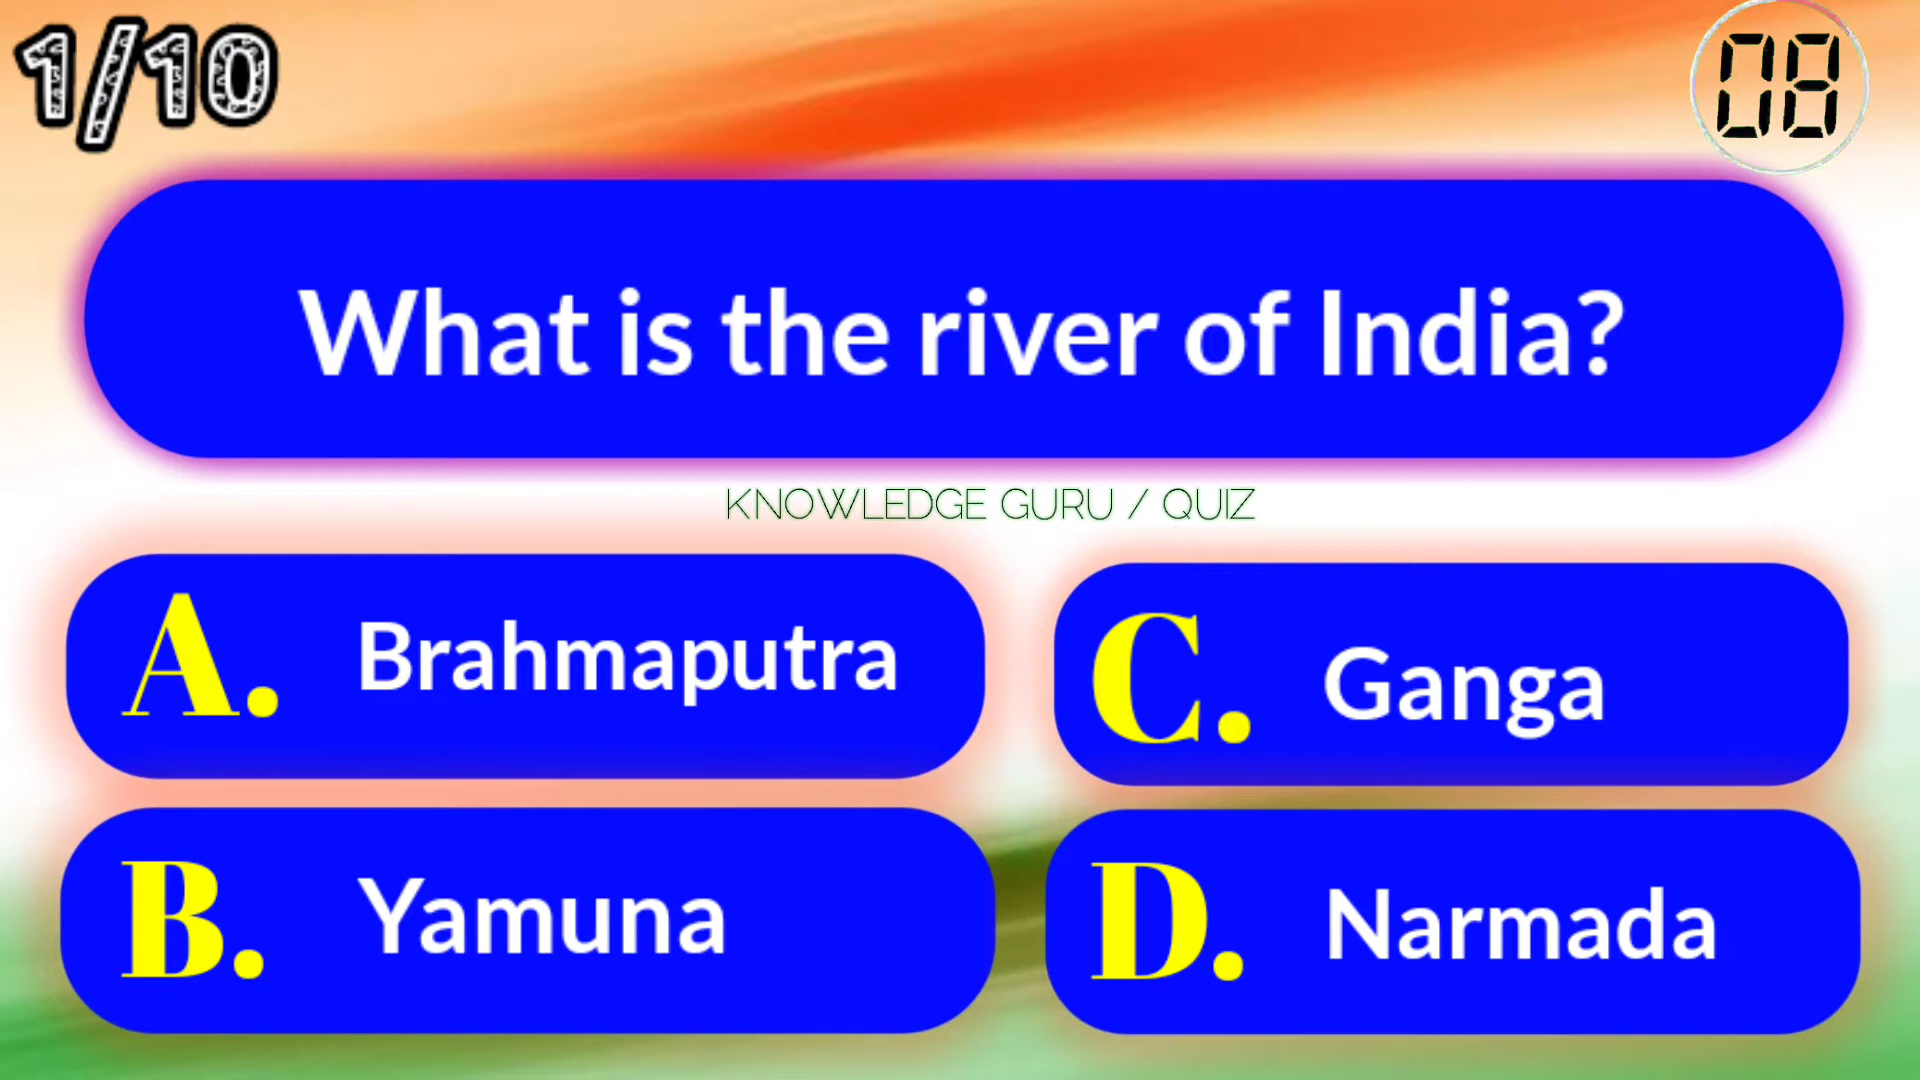 1/10
08
What is the river of India?
KNOWLEDGE GURU / QUIZ
A. Brahmaputra
C. Ganga
B. Yamuna
D. Narmada